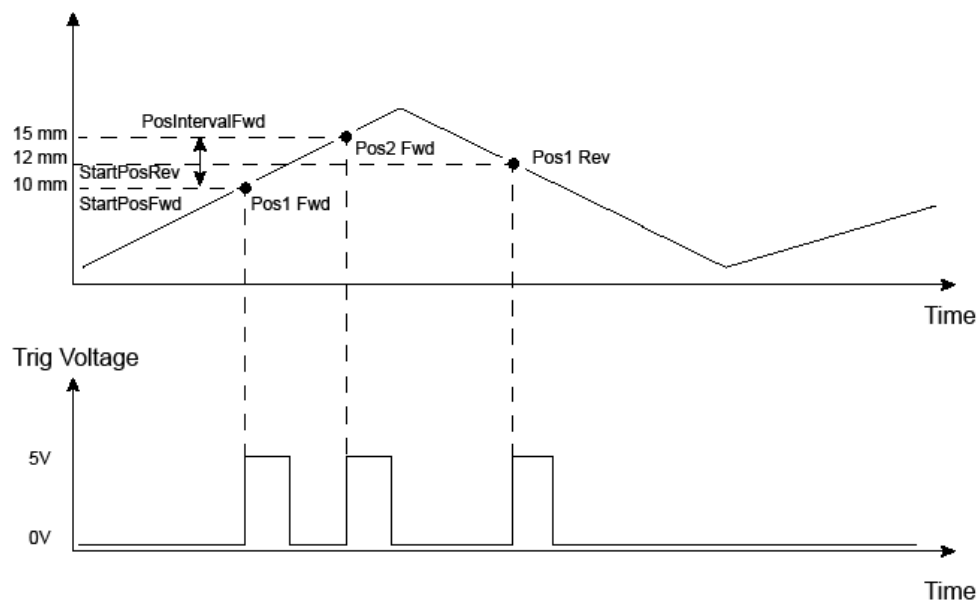 PosIntervalFwd
15 mm
Pos2 Fwd
12 mm
Pos1 Rev
StartPosRev
10 mm
StartPosFwd
Pos1 Fwd
Time
Trig Voltage
5V
0V
Time